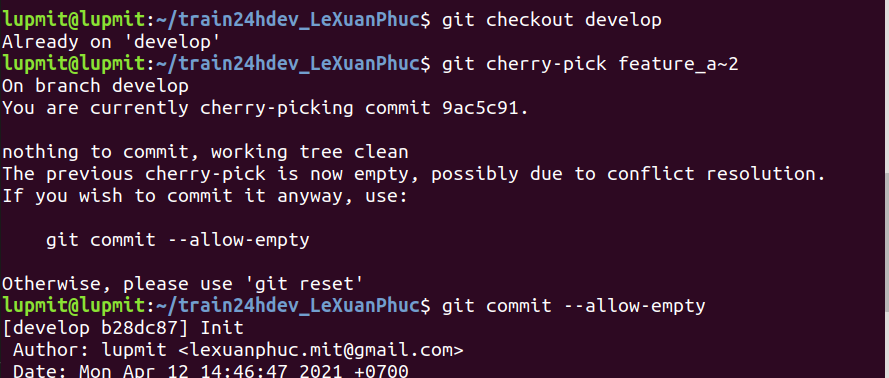 lupmit@lupmit:~/train24hdev_LeXuanPhuc$ git checkout develop
Already on 'develop'
lupmit@lupmit:~/train24hdev_LeXuanPhuc$ git cherry-pick feature_a~2
On branch develop
You are currently cherry-picking commit 9ac5c91.

nothing to commit, working tree clean
The previous cherry-pick is now empty, possibly due to conflict resolution.
If you wish to commit it anyway, use:

    git commit --allow-empty

Otherwise, please use 'git reset'
lupmit@lupmit:~/train24hdev_LeXuanPhuc$ git commit --allow-empty
[develop b28dc87] Init
 Author: lupmit <lexuanphuc.mit@gmail.com>
 Date: Mon Apr 12 14:46:47 2021 +0700